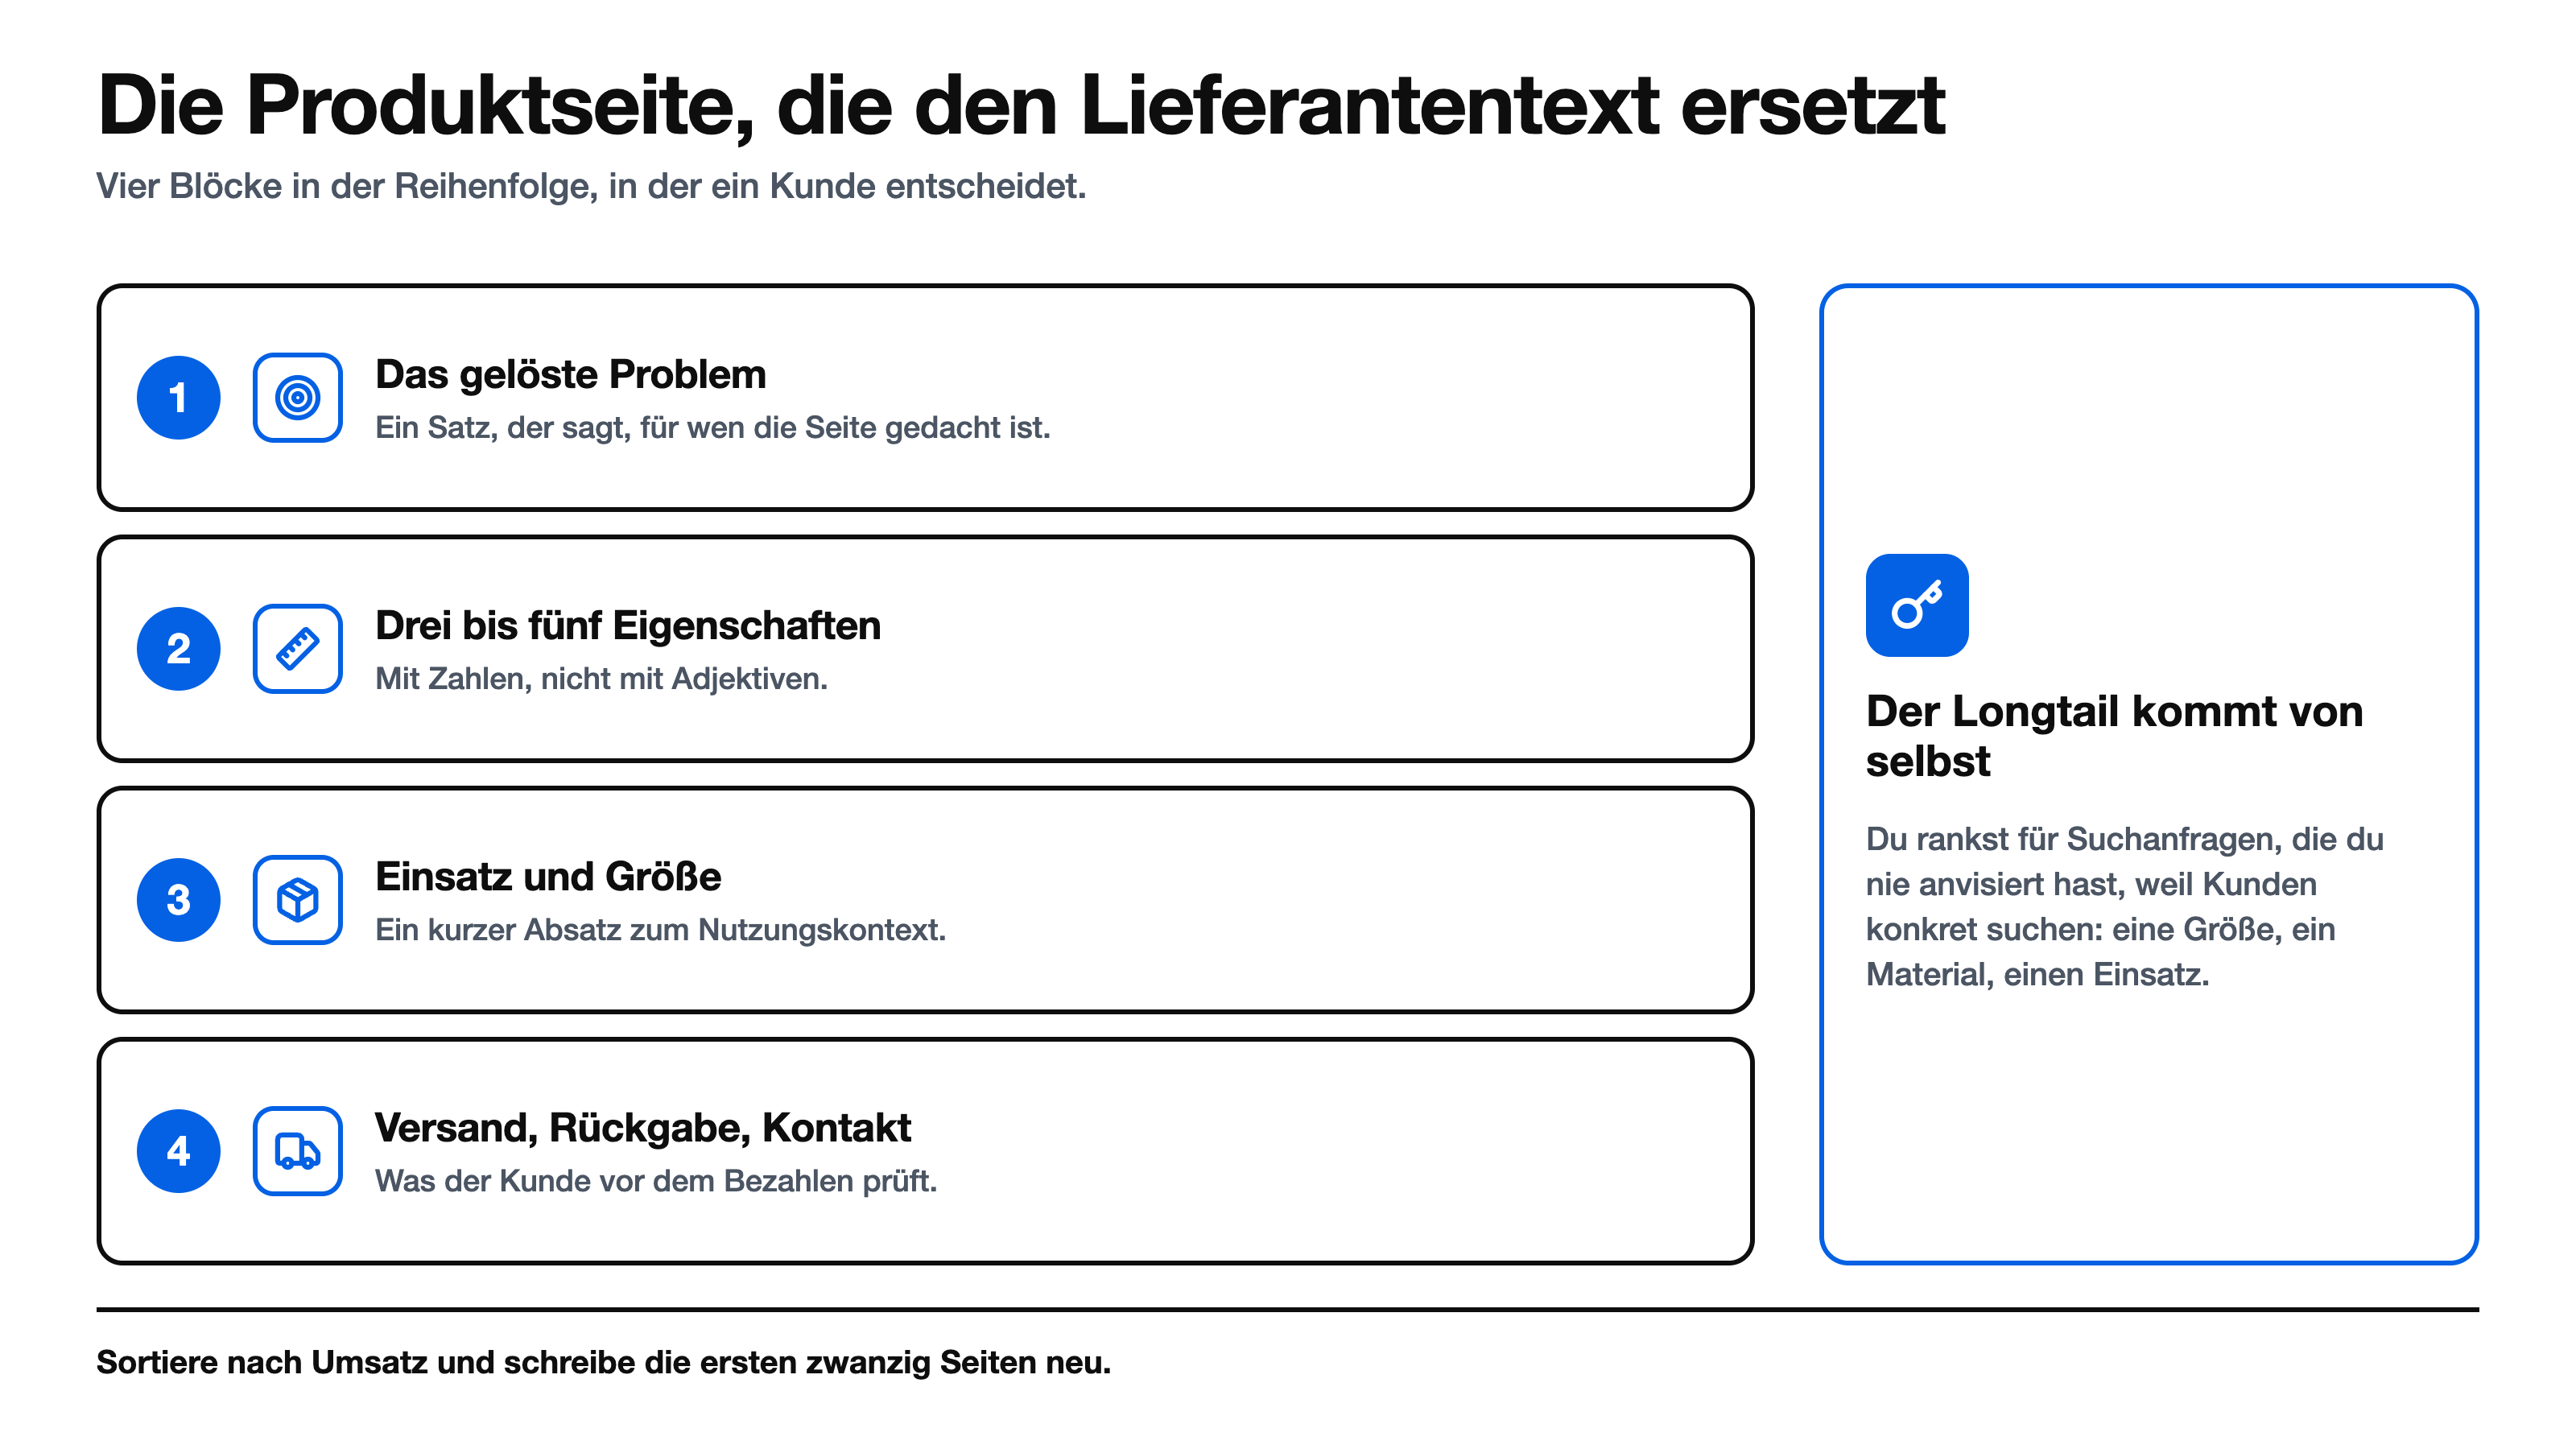 Die Produktseite, die den Lieferantentext ersetzt
Vier Blöcke in der Reihenfolge, in der ein Kunde entscheidet.
1
Das gelöste Problem
Ein Satz, der sagt, für wen die Seite gedacht ist.
2
Drei bis fünf Eigenschaften
Mit Zahlen, nicht mit Adjektiven.
3
Einsatz und Größe
Ein kurzer Absatz zum Nutzungskontext.
4
Versand, Rückgabe, Kontakt
Was der Kunde vor dem Bezahlen prüft.
Der Longtail kommt von
selbst
Du rankst für Suchanfragen, die du
nie anvisiert hast, weil Kunden
konkret suchen: eine Größe, ein
Material, einen Einsatz.
Sortiere nach Umsatz und schreibe die ersten zwanzig Seiten neu.